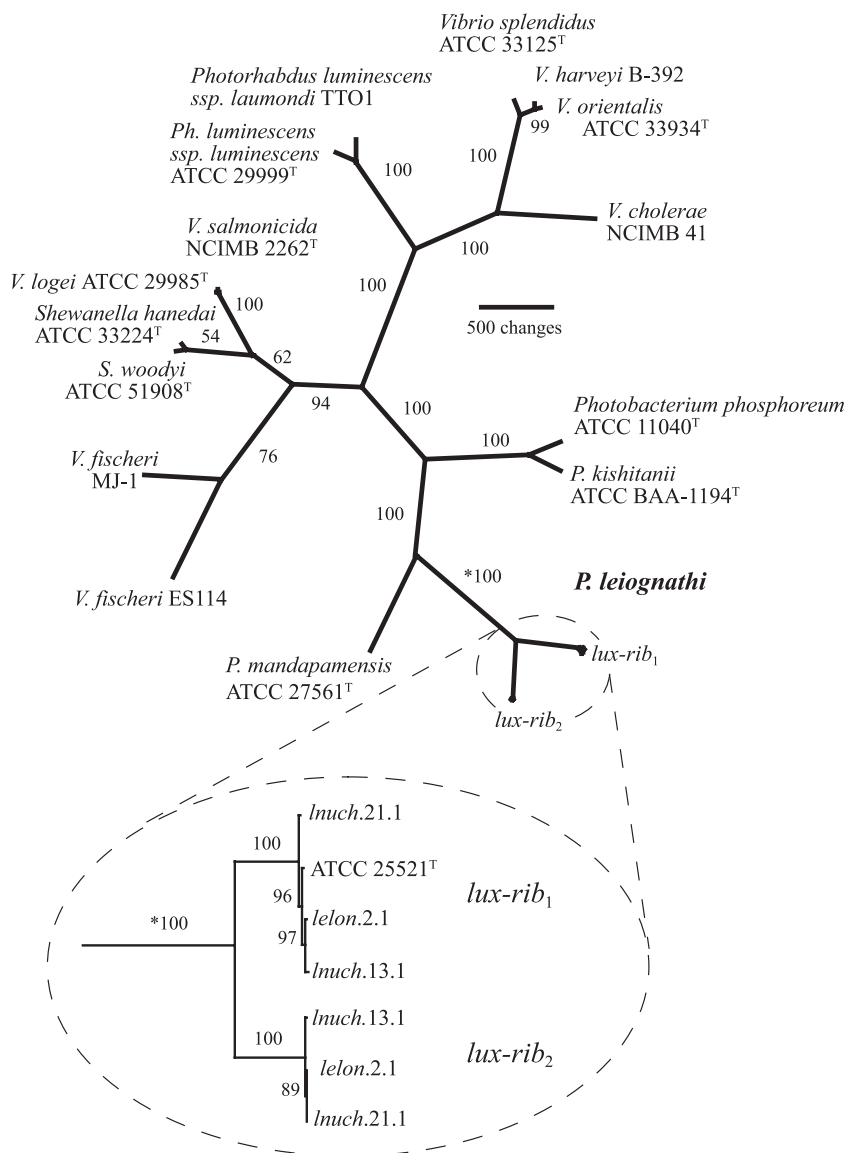 Vibrio splendidus
ATCC 33125ᵀ
Photorhabdus luminescens
ssp. laumondi TTO1
V. harveyi B-392
V. orientalis
ATCC 33934ᵀ
99
Ph. luminescens
ssp. luminescens
ATCC 29999ᵀ
100
100
V. cholerae
NCIMB 41
V. salmonicida
NCIMB 2262ᵀ
100
100
V. logei ATCC 29985ᵀ
100
Shewanella hanedai
ATCC 33224ᵀ
54
500 changes
S. woodyi
ATCC 51908ᵀ
62
94
100
Photobacterium phosphoreum
ATCC 11040ᵀ
100
V. fischeri
MJ-1
76
P. kishitanii
ATCC BAA-1194ᵀ
100
*100
P. leiognathi
V. fischeri ES114
P. mandapamensis
ATCC 27561ᵀ
lux-rib₁
lux-rib₂
lnuch.21.1
100
ATCC 25521ᵀ
96
lux-rib₁
*100
lelon.2.1
97
lnuch.13.1
lnuch.13.1
100
lux-rib₂
lelon.2.1
89
lnuch.21.1